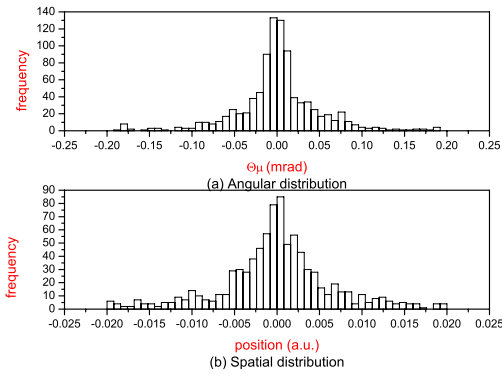 140
120
100
80
60
40
20
0
frequency
-0.25 -0.20 -0.15 -0.10 -0.05 0.00 0.05 0.10 0.15 0.20 0.25
Θμ (mrad)
(a) Angular distribution
90
80
70
60
50
40
30
20
10
0
frequency
-0.025 -0.020 -0.015 -0.010 -0.005 0.000 0.005 0.010 0.015 0.020 0.025
position (a.u.)
(b) Spatial distribution